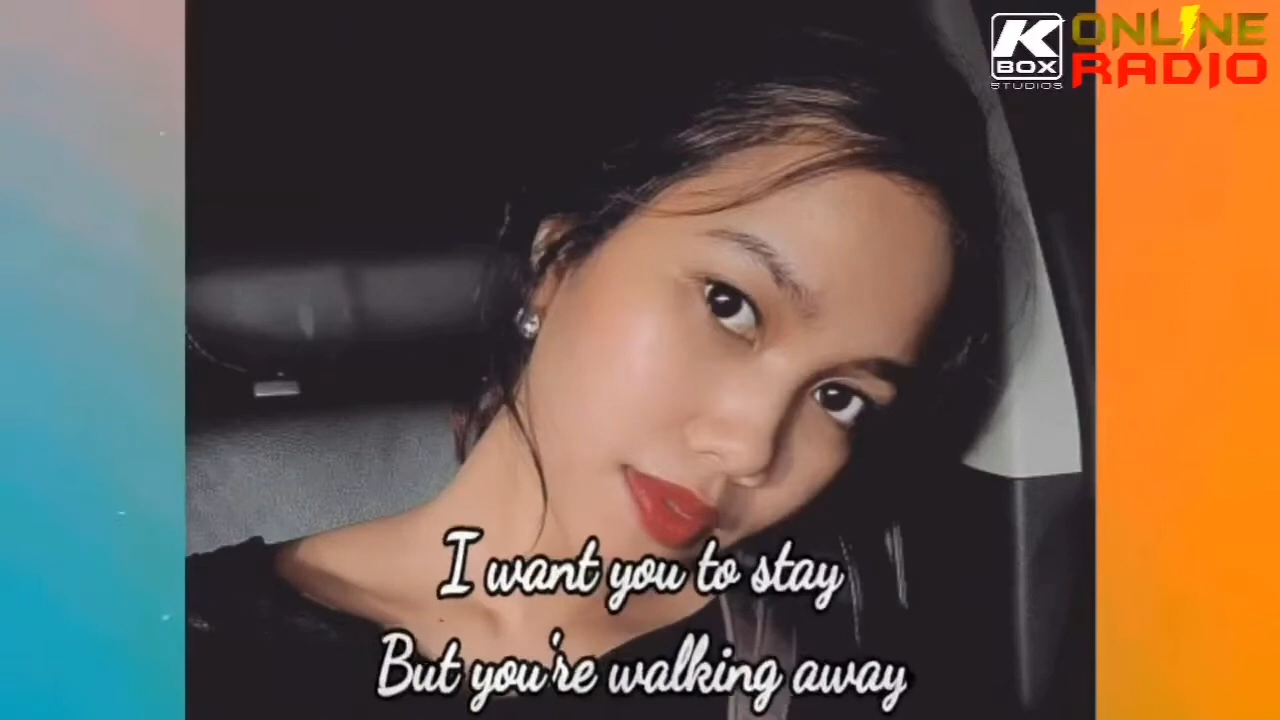 K
BOX
STUDIOS
ONLINE
RADIO
I want you to stay
But you're walking away